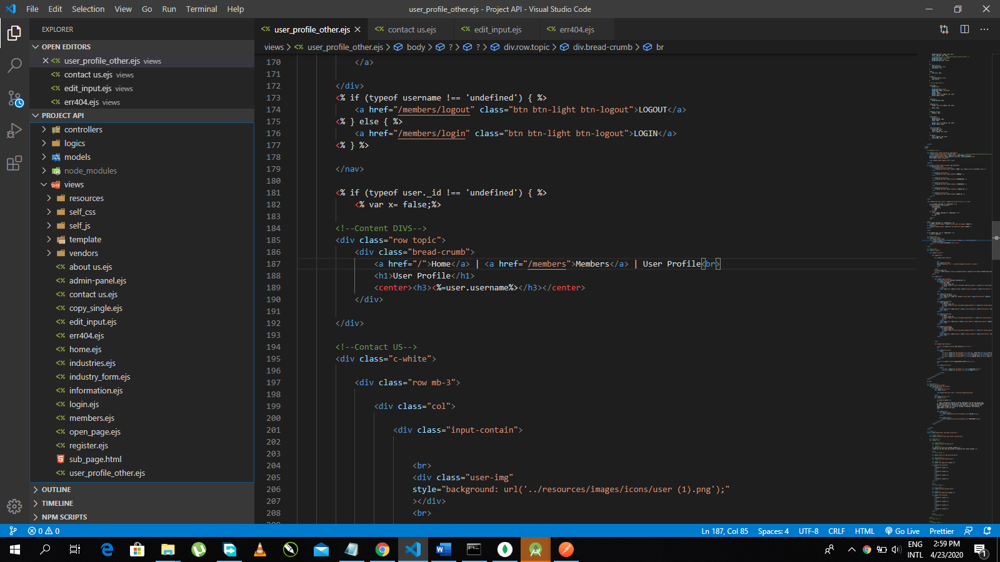 File Edit Selection View Go Run Terminal Help
user_profile_other.ejs - Project API - Visual Studio Code
EXPLORER
OPEN EDITORS
user_profile_other.ejs views
contact us.ejs views
edit_input.ejs views
err404.ejs views
PROJECT API
controllers
logics
models
node_modules
views
resources
self_css
self_js
template
vendors
about us.ejs
admin-panel.ejs
contact us.ejs
copy_single.ejs
edit_input.ejs
err404.ejs
home.ejs
industries.ejs
industry_form.ejs
information.ejs
login.ejs
members.ejs
open_page.ejs
register.ejs
sub_page.html
user_profile_other.ejs
OUTLINE
TIMELINE
NPM SCRIPTS
user_profile_other.ejs contact us.ejs edit_input.ejs err404.ejs
views > user_profile_other.ejs > body > ? > ? > div.row.topic > div.bread-crumb > br
170 </a>
171
172 </div>
173 <% if (typeof username !== 'undefined') { %>
174 <a href="/members/logout" class="btn btn-light btn-logout">LOGOUT</a>
175 <% } else { %>
176 <a href="/members/login" class="btn btn-light btn-logout">LOGIN</a>
177 <% } %>
178
179 </nav>
180
181 <% if (typeof user._id !== 'undefined') { %>
182 <% var x= false;%>
183
184 <!--Content DIVS-->
185 <div class="row topic">
186 <div class="bread-crumb">
187 <a href="/">Home</a> | <a href="/members">Members</a> | User Profile<br>
188 <h1>User Profile</h1>
189 <center><h3><%=user.username%></h3></center>
190 </div>
191
192 </div>
193
194 <!--Contact US-->
195 <div class="c-white">
196
197 <div class="row mb-3">
198
199 <div class="col">
200
201 <div class="input-contain">
202
203
204 <br>
205 <div class="user-img"
206 style="background: url('../resources/images/icons/user (1).png');"
207 ></div>
208 <br>
0 0
Ln 187, Col 85 Spaces: 4 UTF-8 CRLF HTML Go Live Prettier
ENG
INTL
2:59 PM
4/23/2020
1